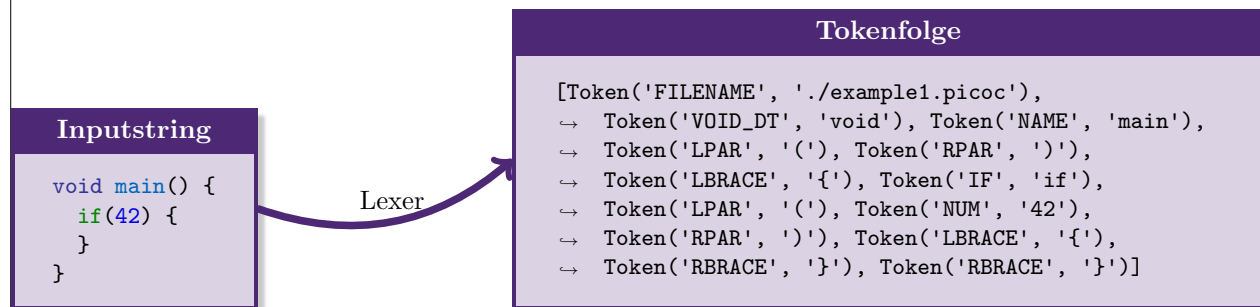 Inputstring
void main() {
  if(42) {
  }
}
Lexer
Tokenfolge
[Token('FILENAME', './example1.picoc'),
↪ Token('VOID_DT', 'void'), Token('NAME', 'main'),
↪ Token('LPAR', '('), Token('RPAR', ')'),
↪ Token('LBRACE', '{'), Token('IF', 'if'),
↪ Token('LPAR', '('), Token('NUM', '42'),
↪ Token('RPAR', ')'), Token('LBRACE', '{'),
↪ Token('RBRACE', '}'), Token('RBRACE', '}')]